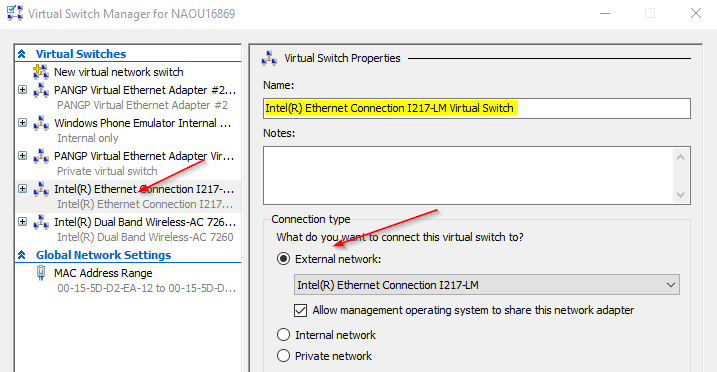 Virtual Switch Manager for NAOU16869
Virtual Switches
New virtual network switch
PANGP Virtual Ethernet Adapter #2...
PANGP Virtual Ethernet Adapter #2
Windows Phone Emulator Internal ...
Internal only
PANGP Virtual Ethernet Adapter Vir...
Private virtual switch
Intel(R) Ethernet Connection I217-...
Intel(R) Ethernet Connection I217...
Intel(R) Dual Band Wireless-AC 726...
Intel(R) Dual Band Wireless-AC 7260
Global Network Settings
MAC Address Range
00-15-5D-D2-EA-12 to 00-15-5D-D...
Virtual Switch Properties
Name:
Intel(R) Ethernet Connection I217-LM Virtual Switch
Notes:
Connection type
What do you want to connect this virtual switch to?
External network:
Intel(R) Ethernet Connection I217-LM
Allow management operating system to share this network adapter
Internal network
Private network